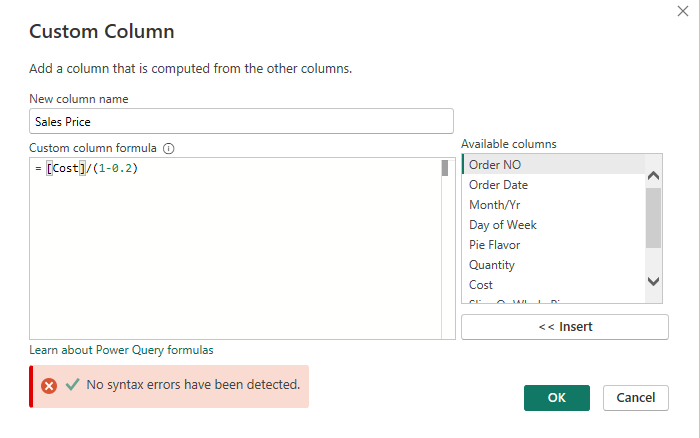 Custom Column
Add a column that is computed from the other columns.
New column name
Sales Price
Custom column formula
= [Cost]/(1-0.2)
Available columns
Order NO
Order Date
Month/Yr
Day of Week
Pie Flavor
Quantity
Cost
<< Insert
Learn about Power Query formulas
No syntax errors have been detected.
OK
Cancel